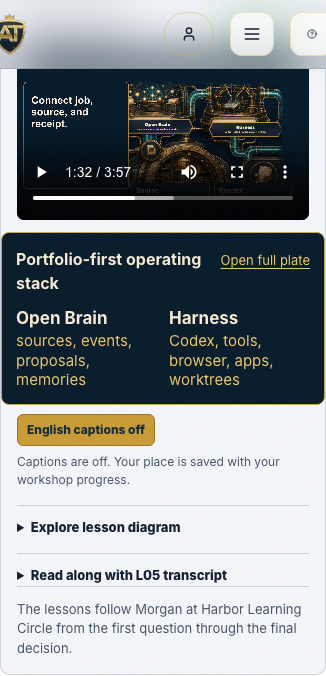 AT
Connect job,
source, and
receipt.
Open Brain
Harness
Source
Receipt
1:32 / 3:57
Portfolio-first operating
stack
Open full plate
Open Brain
sources, events,
proposals,
memories
Harness
Codex, tools,
browser, apps,
worktrees
English captions off
Captions are off. Your place is saved with your
workshop progress.
Explore lesson diagram
Read along with L05 transcript
The lessons follow Morgan at Harbor Learning
Circle from the first question through the final
decision.